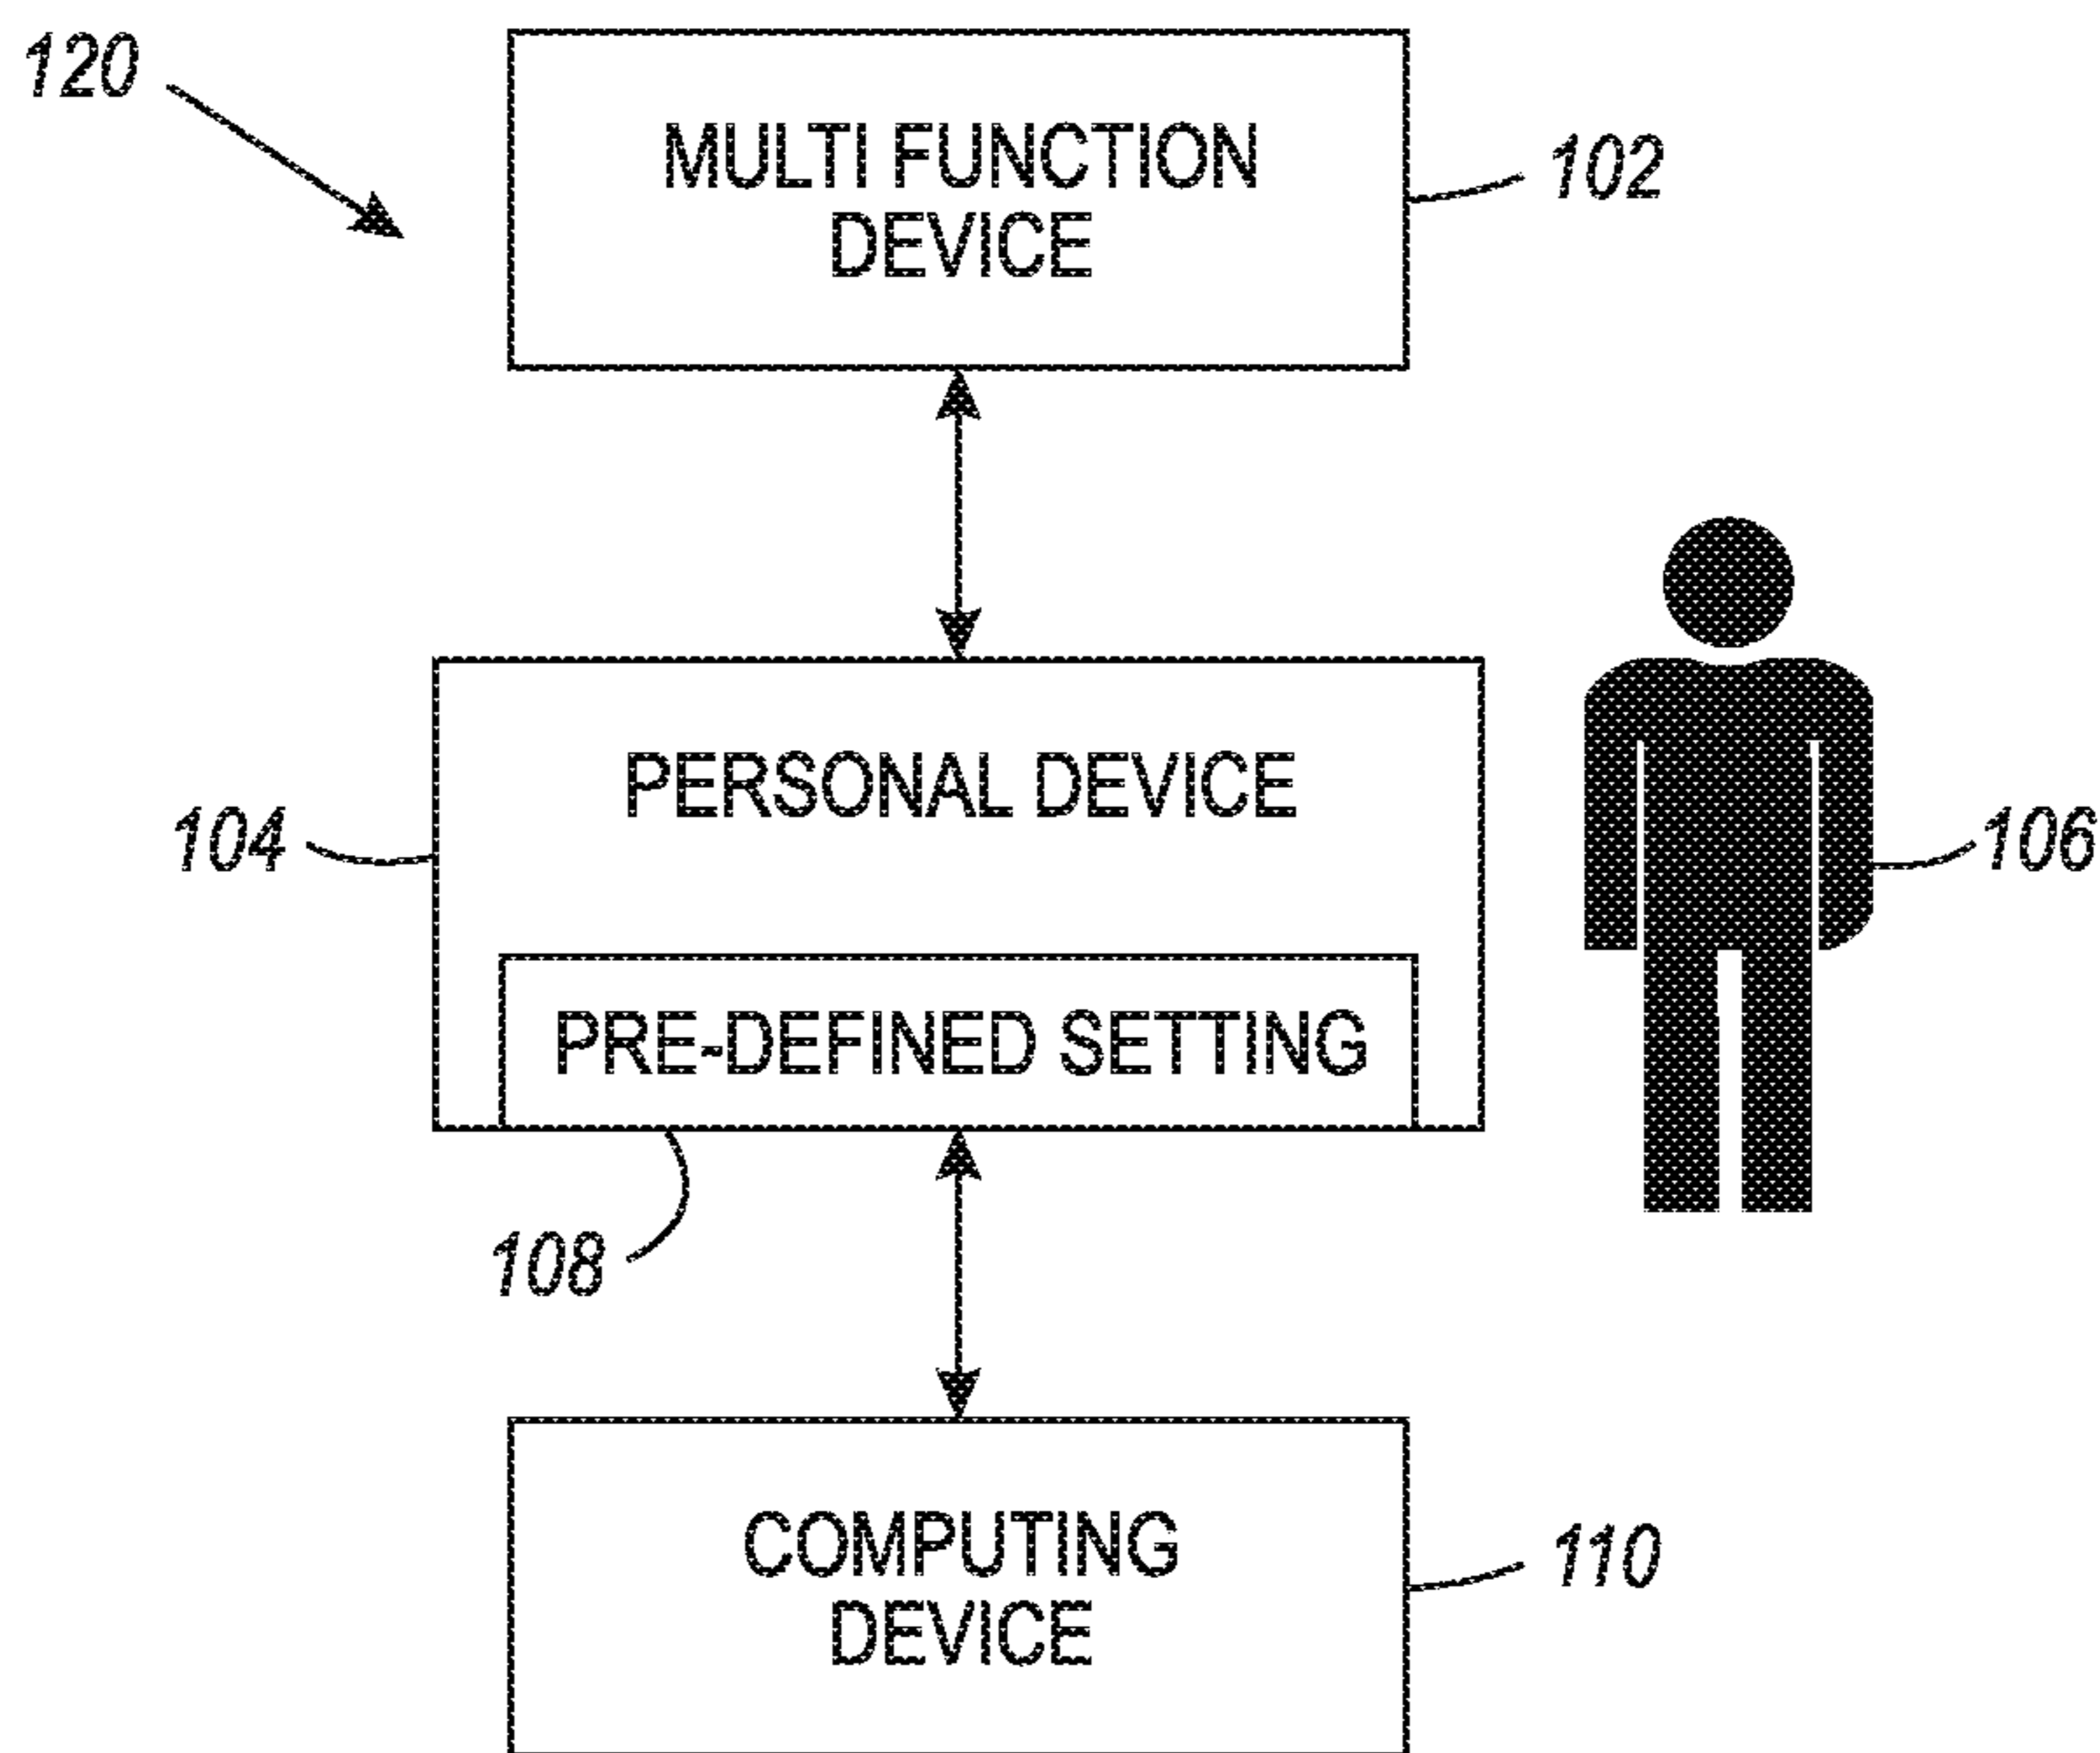 120
MULTI FUNCTION
DEVICE
102
PERSONAL DEVICE
104
106
PRE-DEFINED SETTING
108
COMPUTING
DEVICE
110